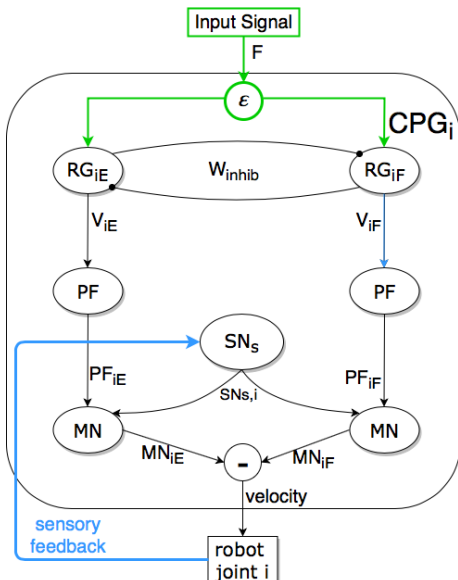 Input Signal
F
ε
CPGi
RGiE
Winhib
RGiF
ViE
ViF
PF
PF
SNs
PFiE
PFiF
SNs,i
MN
MN
MNiE
MNiF
-
velocity
sensory
feedback
robot
joint i